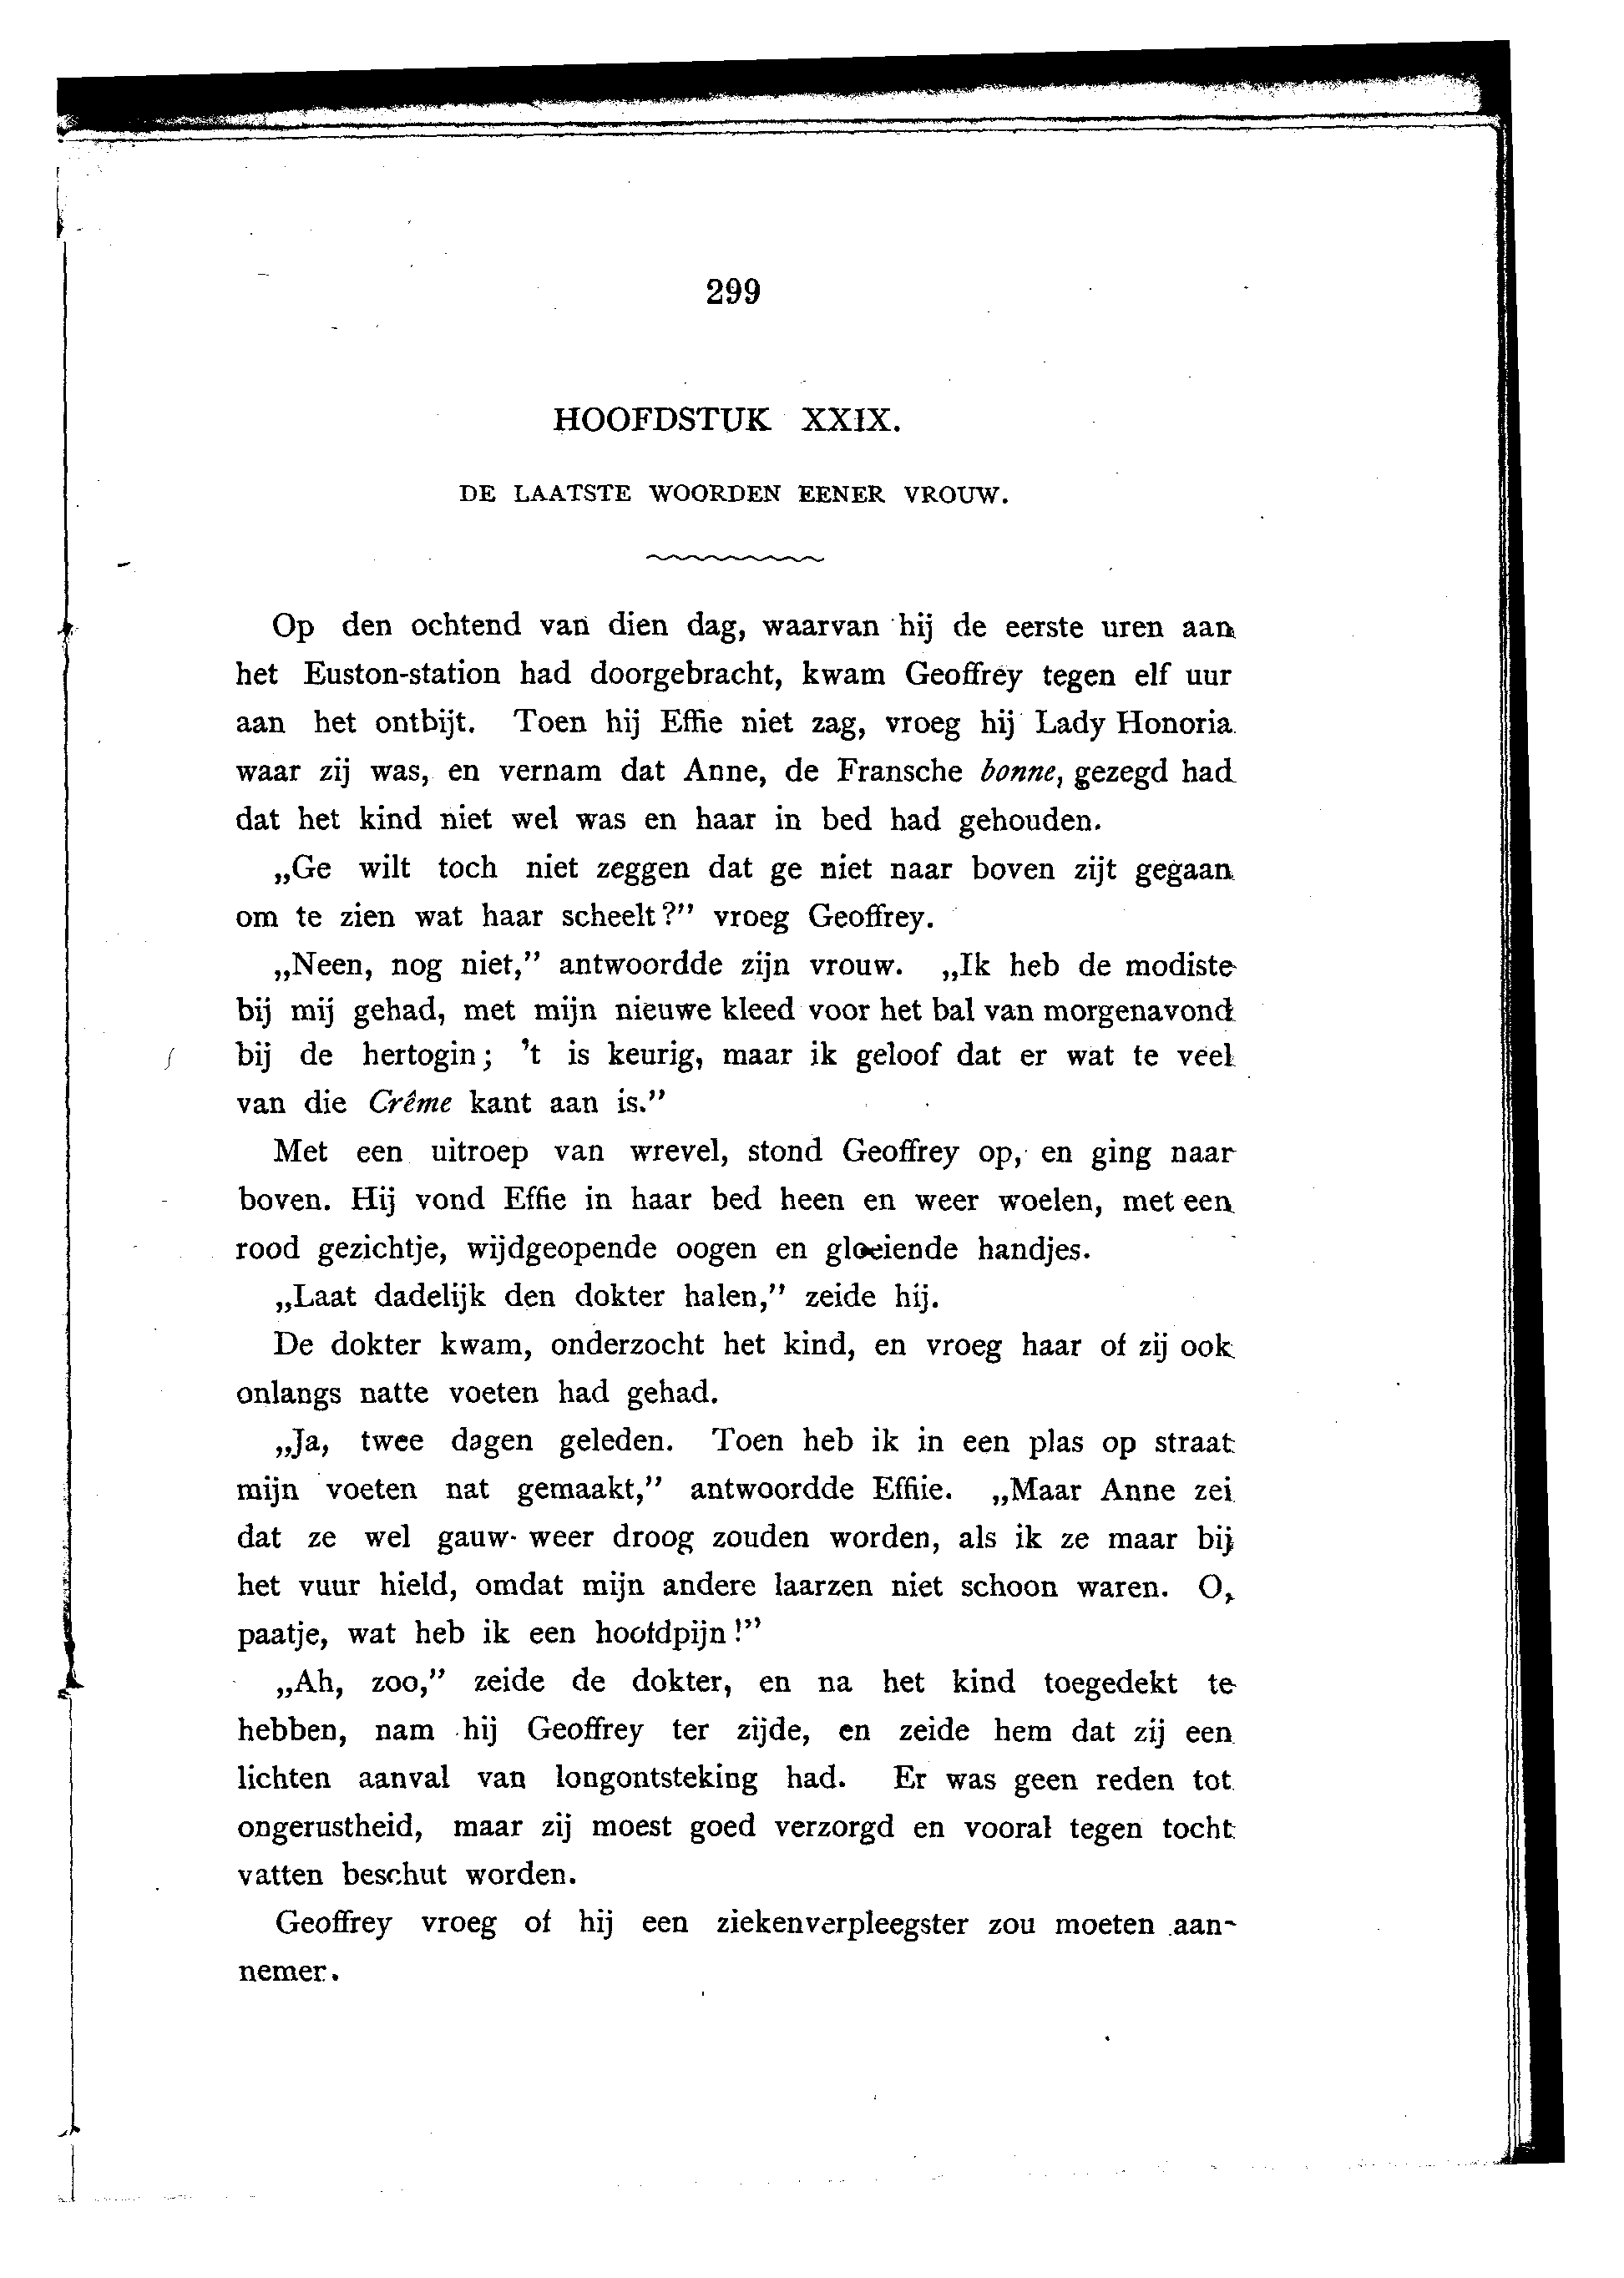 299
HOOFDSTUK XXIX.
DE LAATSTE WOORDEN EENER VROUW.
Op den ochtend van dien dag, waarvan hij de eerste uren aan
het Euston-station had doorgebracht, kwam Geoffrey tegen elf uur
aan het ontbijt. Toen hij Effie niet zag, vroeg hij Lady Honoria
waar zij was, en vernam dat Anne, de Fransche bonne, gezegd had
dat het kind niet wel was en haar in bed had gehouden.
„Ge wilt toch niet zeggen dat ge niet naar boven zijt gegaan
om te zien wat haar scheelt?” vroeg Geoffrey.
„Neen, nog niet,” antwoordde zijn vrouw. „Ik heb de modiste
bij mij gehad, met mijn nieuwe kleed voor het bal van morgenavond
bij de hertogin; ’t is keurig, maar ik geloof dat er wat te veel
van die Crême kant aan is.”
Met een uitroep van wrevel, stond Geoffrey op, en ging naar
boven. Hij vond Effie in haar bed heen en weer woelen, met een
rood gezichtje, wijdgeopende oogen en gloeiende handjes.
„Laat dadelijk den dokter halen,” zeide hij.
De dokter kwam, onderzocht het kind, en vroeg haar of zij ook
onlangs natte voeten had gehad.
„Ja, twee dagen geleden. Toen heb ik in een plas op straat
mijn voeten nat gemaakt,” antwoordde Effie. „Maar Anne zei
dat ze wel gauw weer droog zouden worden, als ik ze maar bij
het vuur hield, omdat mijn andere laarzen niet schoon waren. O,
paatje, wat heb ik een hoofdpijn!”
„Ah, zoo,” zeide de dokter, en na het kind toegedekt te
hebben, nam hij Geoffrey ter zijde, en zeide hem dat zij een
lichten aanval van longontsteking had. Er was geen reden tot
ongerustheid, maar zij moest goed verzorgd en vooral tegen tocht
vatten beschut worden.
Geoffrey vroeg of hij een ziekenverpleegster zou moeten aan-
nemen.